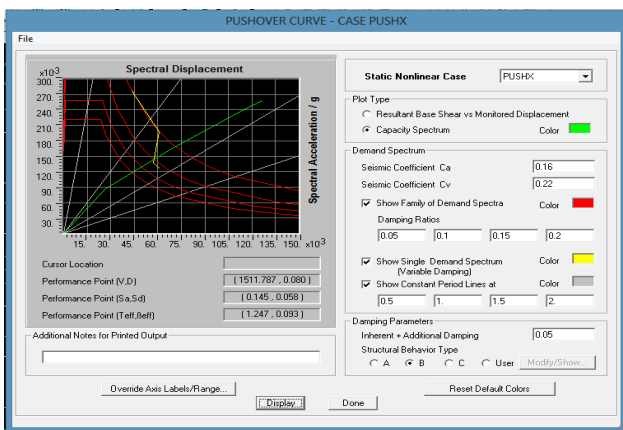 PUSHOVER CURVE - CASE PUSHX
File
Spectral Displacement
x10³
300.
270.
240.
210.
180.
150.
120.
90.
60.
30.
15. 30. 45. 60. 75. 90. 105. 120. 135. 150. x10³
Spectral Acceleration / g
Cursor Location
Performance Point (V,D) ( 1511.787 , 0.080 )
Performance Point (Sa,Sd) ( 0.145 , 0.058 )
Performance Point (Teff,ßeff) ( 1.247 , 0.093 )
Additional Notes for Printed Output
Override Axis Labels/Range...
Display
Done
Static Nonlinear Case PUSHX
Plot Type
Resultant Base Shear vs Monitored Displacement
Capacity Spectrum Color
Demand Spectrum
Seismic Coefficient Ca 0.16
Seismic Coefficient Cv 0.22
Show Family of Demand Spectra Color
Damping Ratios
0.05 0.1 0.15 0.2
Show Single Demand Spectrum Color
(Variable Damping)
Show Constant Period Lines at Color
0.5 1. 1.5 2.
Damping Parameters
Inherent + Additional Damping 0.05
Structural Behavior Type
A B C User Modify/Show...
Reset Default Colors